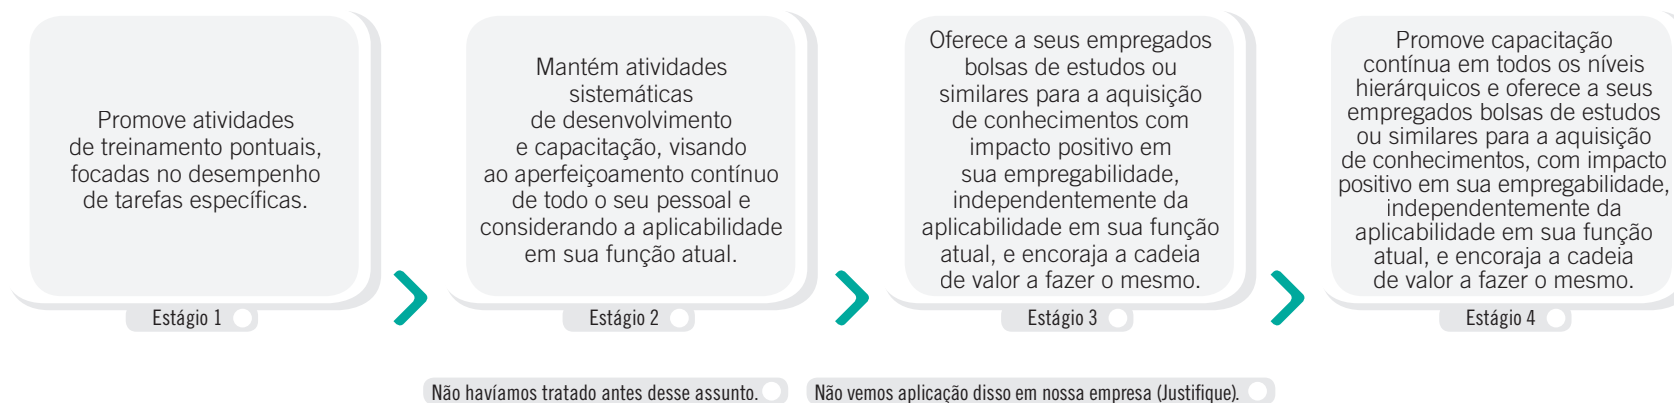 Promove atividades
de treinamento pontuais,
focadas no desempenho
de tarefas específicas.
Estágio 1
Mantém atividades
sistemáticas
de desenvolvimento
e capacitação, visando
ao aperfeiçoamento contínuo
de todo o seu pessoal e
considerando a aplicabilidade
em sua função atual.
Estágio 2
Oferece a seus empregados
bolsas de estudos ou
similares para a aquisição
de conhecimentos com
impacto positivo em
sua empregabilidade,
independentemente da
aplicabilidade em sua função
atual, e encoraja a cadeia
de valor a fazer o mesmo.
Estágio 3
Promove capacitação
contínua em todos os níveis
hierárquicos e oferece a seus
empregados bolsas de estudos
ou similares para a aquisição
de conhecimentos, com impacto
positivo em sua empregabilidade,
independentemente da
aplicabilidade em sua função
atual, e encoraja a cadeia
de valor a fazer o mesmo.
Estágio 4
Não havíamos tratado antes desse assunto.
Não vemos aplicação disso em nossa empresa (Justifique).